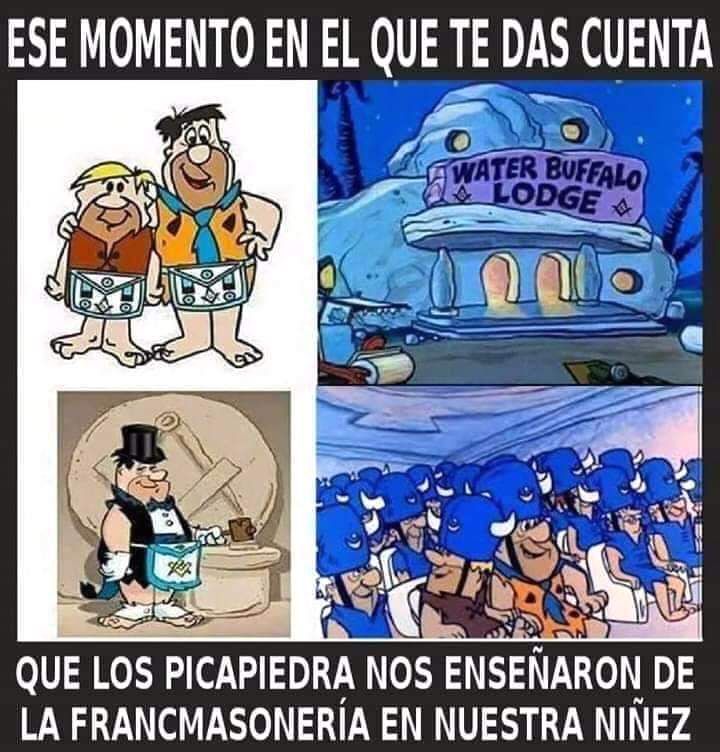 ESE MOMENTO EN EL QUE TE DAS CUENTA
WATER BUFFALO
LODGE
QUE LOS PICAPIEDRA NOS ENSEÑARON DE
LA FRANCMASONERÍA EN NUESTRA NIÑEZ